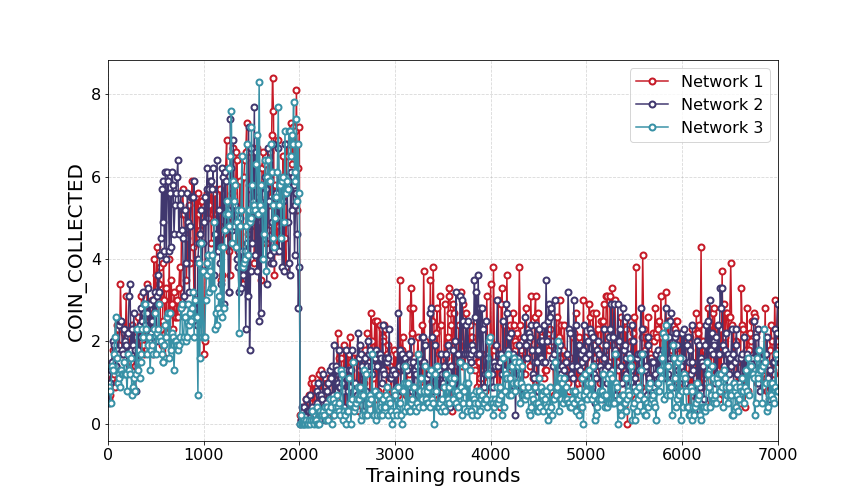 COIN_COLLECTED
8
6
4
2
0
Network 1
Network 2
Network 3
0 1000 2000 3000 4000 5000 6000 7000
Training rounds